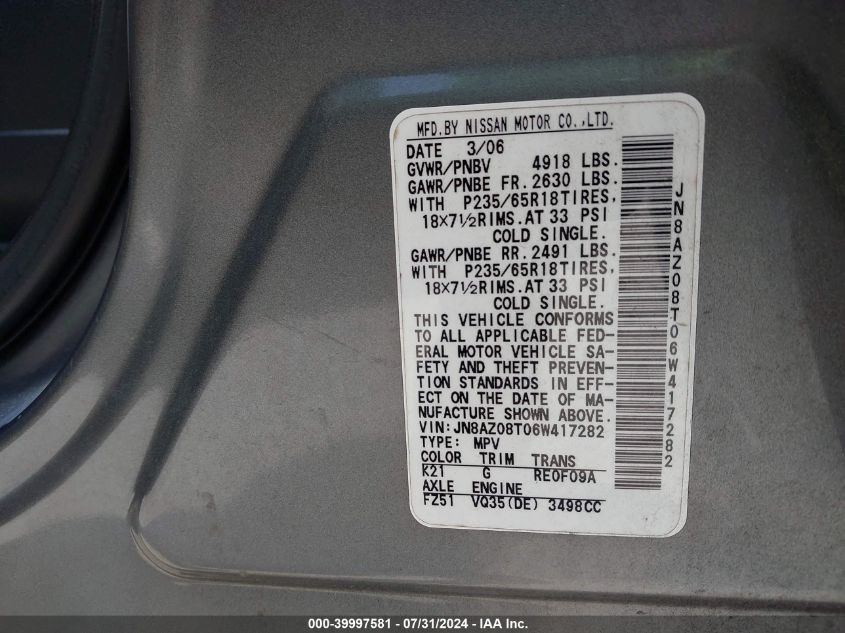 MFD.BY NISSAN MOTOR CO.,LTD.
DATE 3/06
GVWR/PNBV 4918 LBS.
GAWR/PNBE FR. 2630 LBS.
WITH P235/65R18TIRES,
18×7½RIMS.AT 33 PSI
COLD SINGLE.
GAWR/PNBE RR. 2491 LBS.
WITH P235/65R18TIRES,
18×7½RIMS.AT 33 PSI
COLD SINGLE.
THIS VEHICLE CONFORMS
TO ALL APPLICABLE FED-
ERAL MOTOR VEHICLE SA-
FETY AND THEFT PREVEN-
TION STANDARDS IN EFF-
ECT ON THE DATE OF MA-
NUFACTURE SHOWN ABOVE.
VIN:JN8AZ08T06W417282
TYPE: MPV
COLOR TRIM TRANS
K21 G RE0F09A
AXLE ENGINE
FZ51 VQ35(DE) 3498CC
JN8AZ08T06W417282
000-39997581 - 07/31/2024 - IAA Inc.